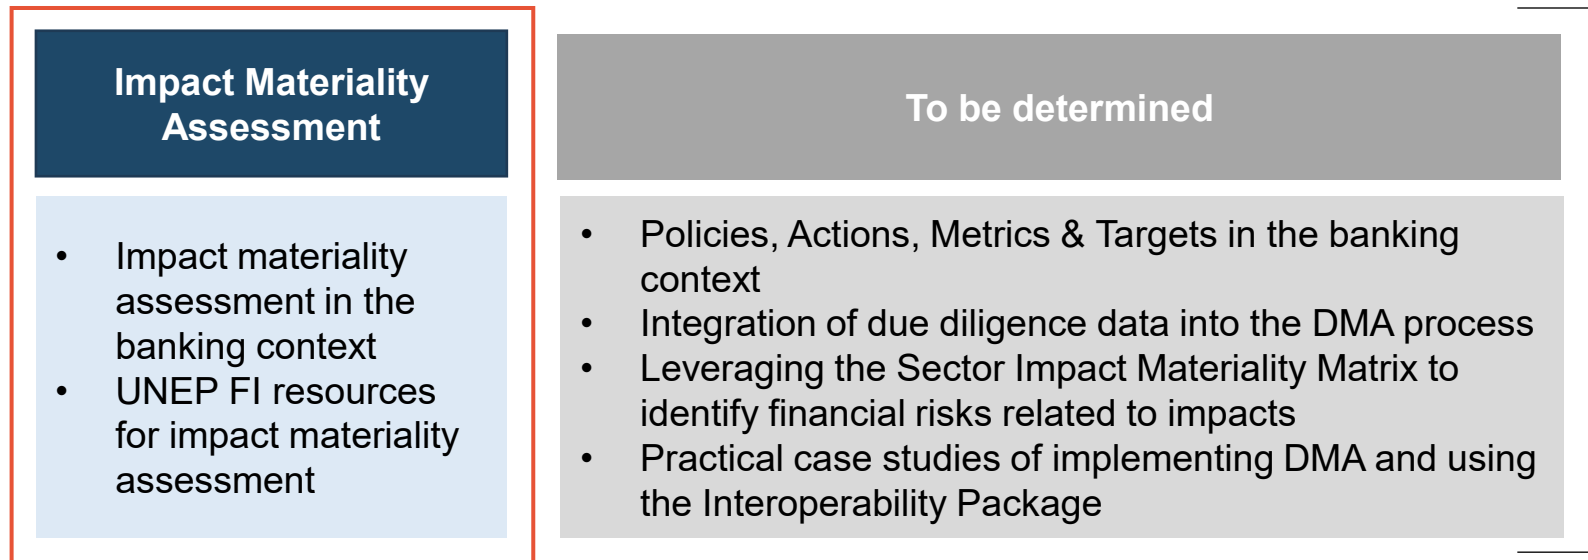 Impact Materiality
Assessment
• Impact materiality
assessment in the
banking context
• UNEP FI resources
for impact materiality
assessment
To be determined
• Policies, Actions, Metrics & Targets in the banking
context
• Integration of due diligence data into the DMA process
• Leveraging the Sector Impact Materiality Matrix to
identify financial risks related to impacts
• Practical case studies of implementing DMA and using
the Interoperability Package